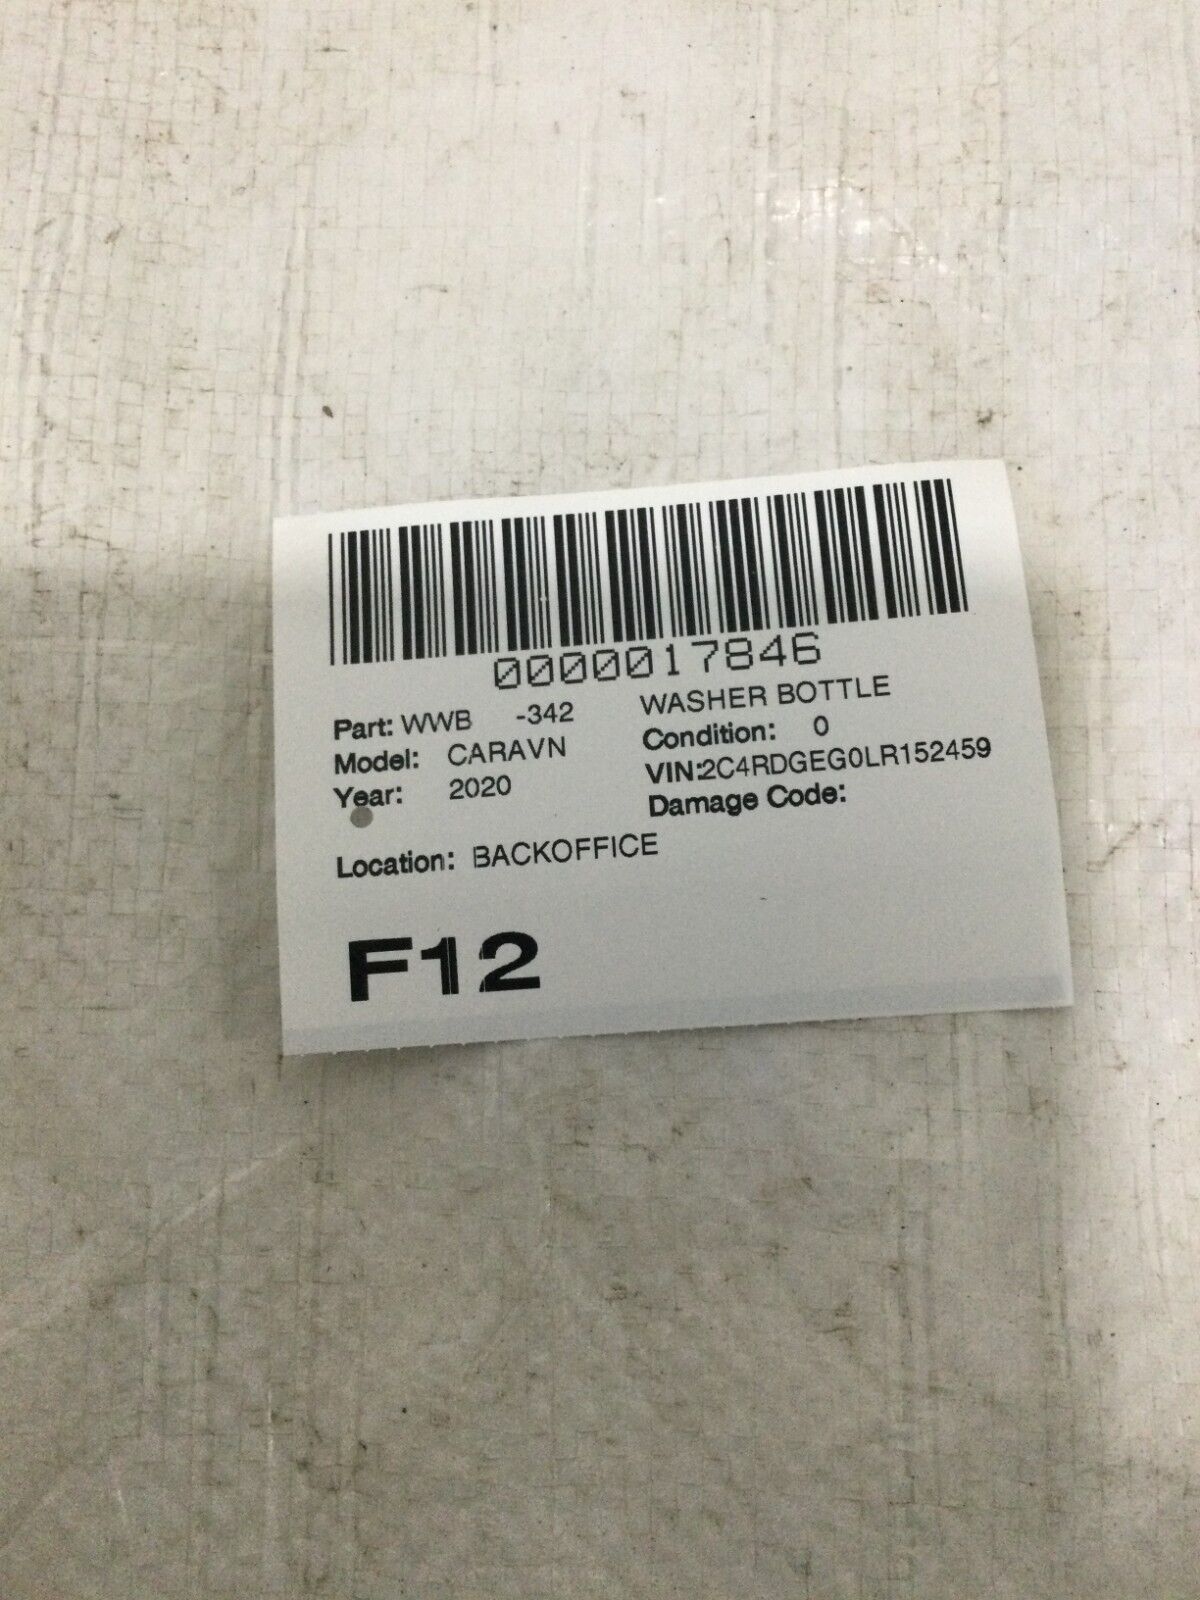 0000017846
Part: WWB -342 WASHER BOTTLE
Model: CARAVN Condition: 0
Year: 2020 VIN:2C4RDGEG0LR152459
Damage Code:
Location: BACKOFFICE
F12